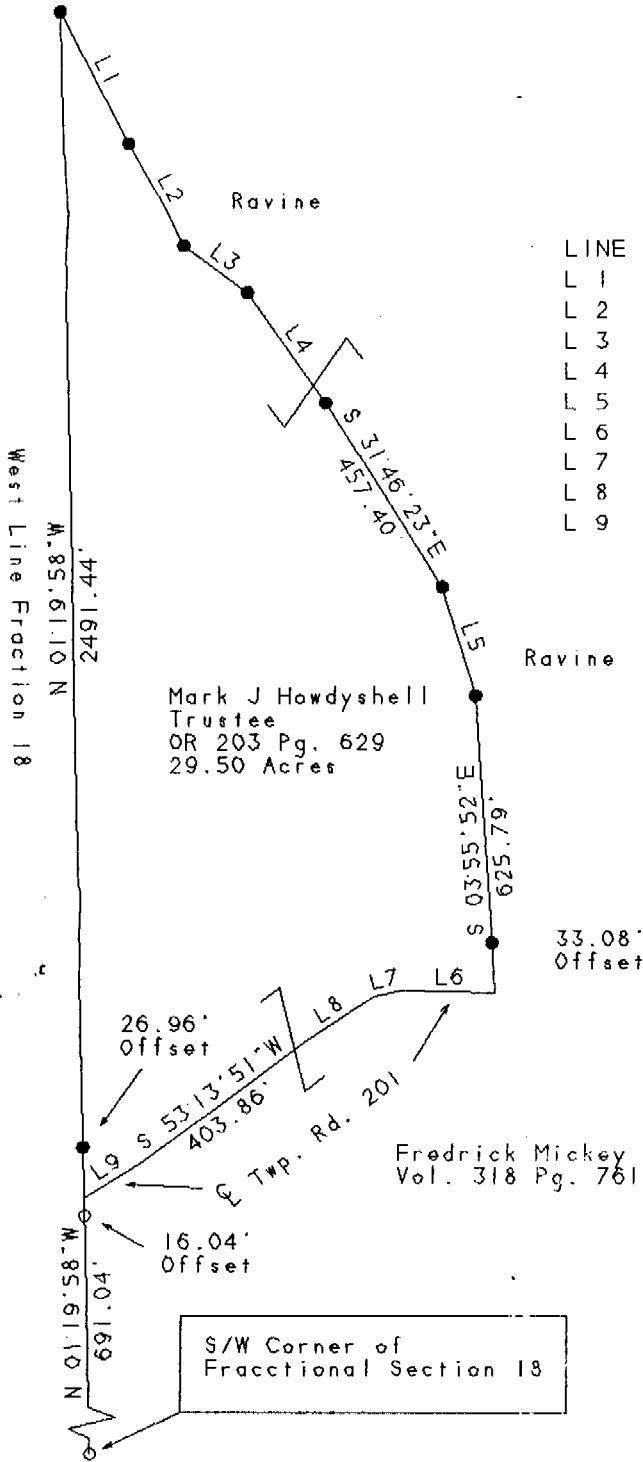 L1
L2
Ravine
L3
L4
LINE
L 1
L 2
L 3
L 4
L 5
L 6
L 7
L 8
L 9
S 31°46'23"E
457.40
L5
Ravine
West Line Fraction 18
N 01°19'58"W
2491.44'
Mark J Howdyshell
Trustee
OR 203 Pg. 629
29.50 Acres
S 03°55'52"E
625.79'
33.08'
Offset
L7
L6
L8
26.96'
Offset
S 53°13'51"W
403.86'
L9
℄ Twp. Rd. 201
Fredrick Mickey
Vol. 318 Pg. 761
16.04'
Offset
N 01°19'58"W
691.04'
S/W Corner of
Fracctional Section 18